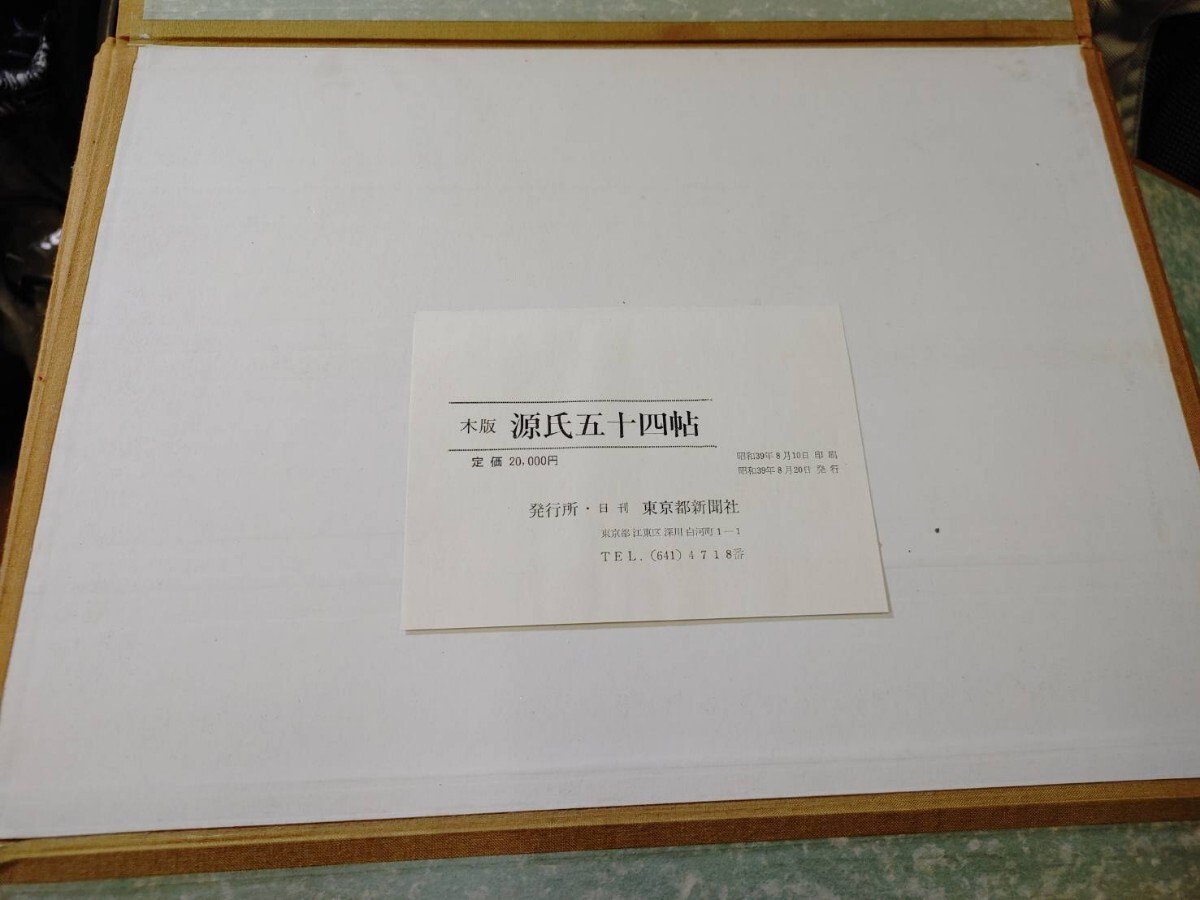 木版 源氏五十四帖
定価 20,000円
昭和39年8月10日 印刷
昭和39年8月20日 発行
発行所・日刊 東京都新聞社
東京都江東区深川白河町1―1
TEL. (641) 4718番